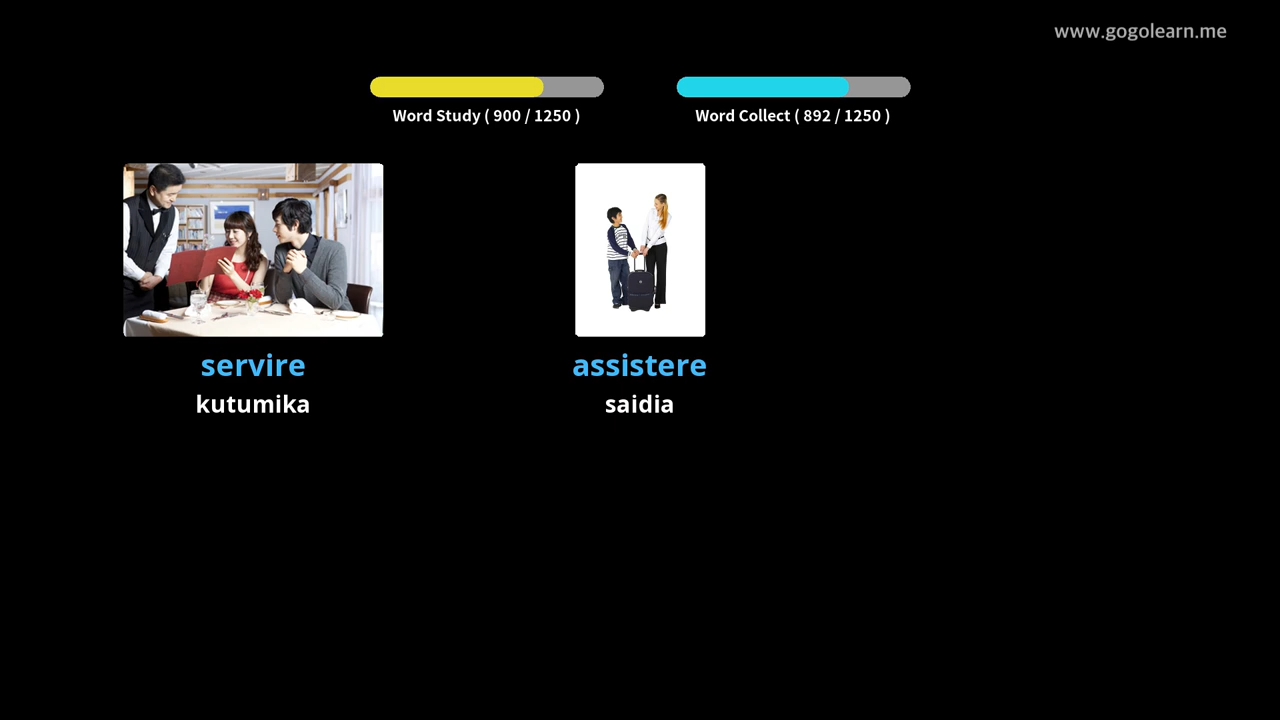 www.gogolearn.me
Word Study ( 900 / 1250 )
Word Collect ( 892 / 1250 )
servire
kutumika
assistere
saidia